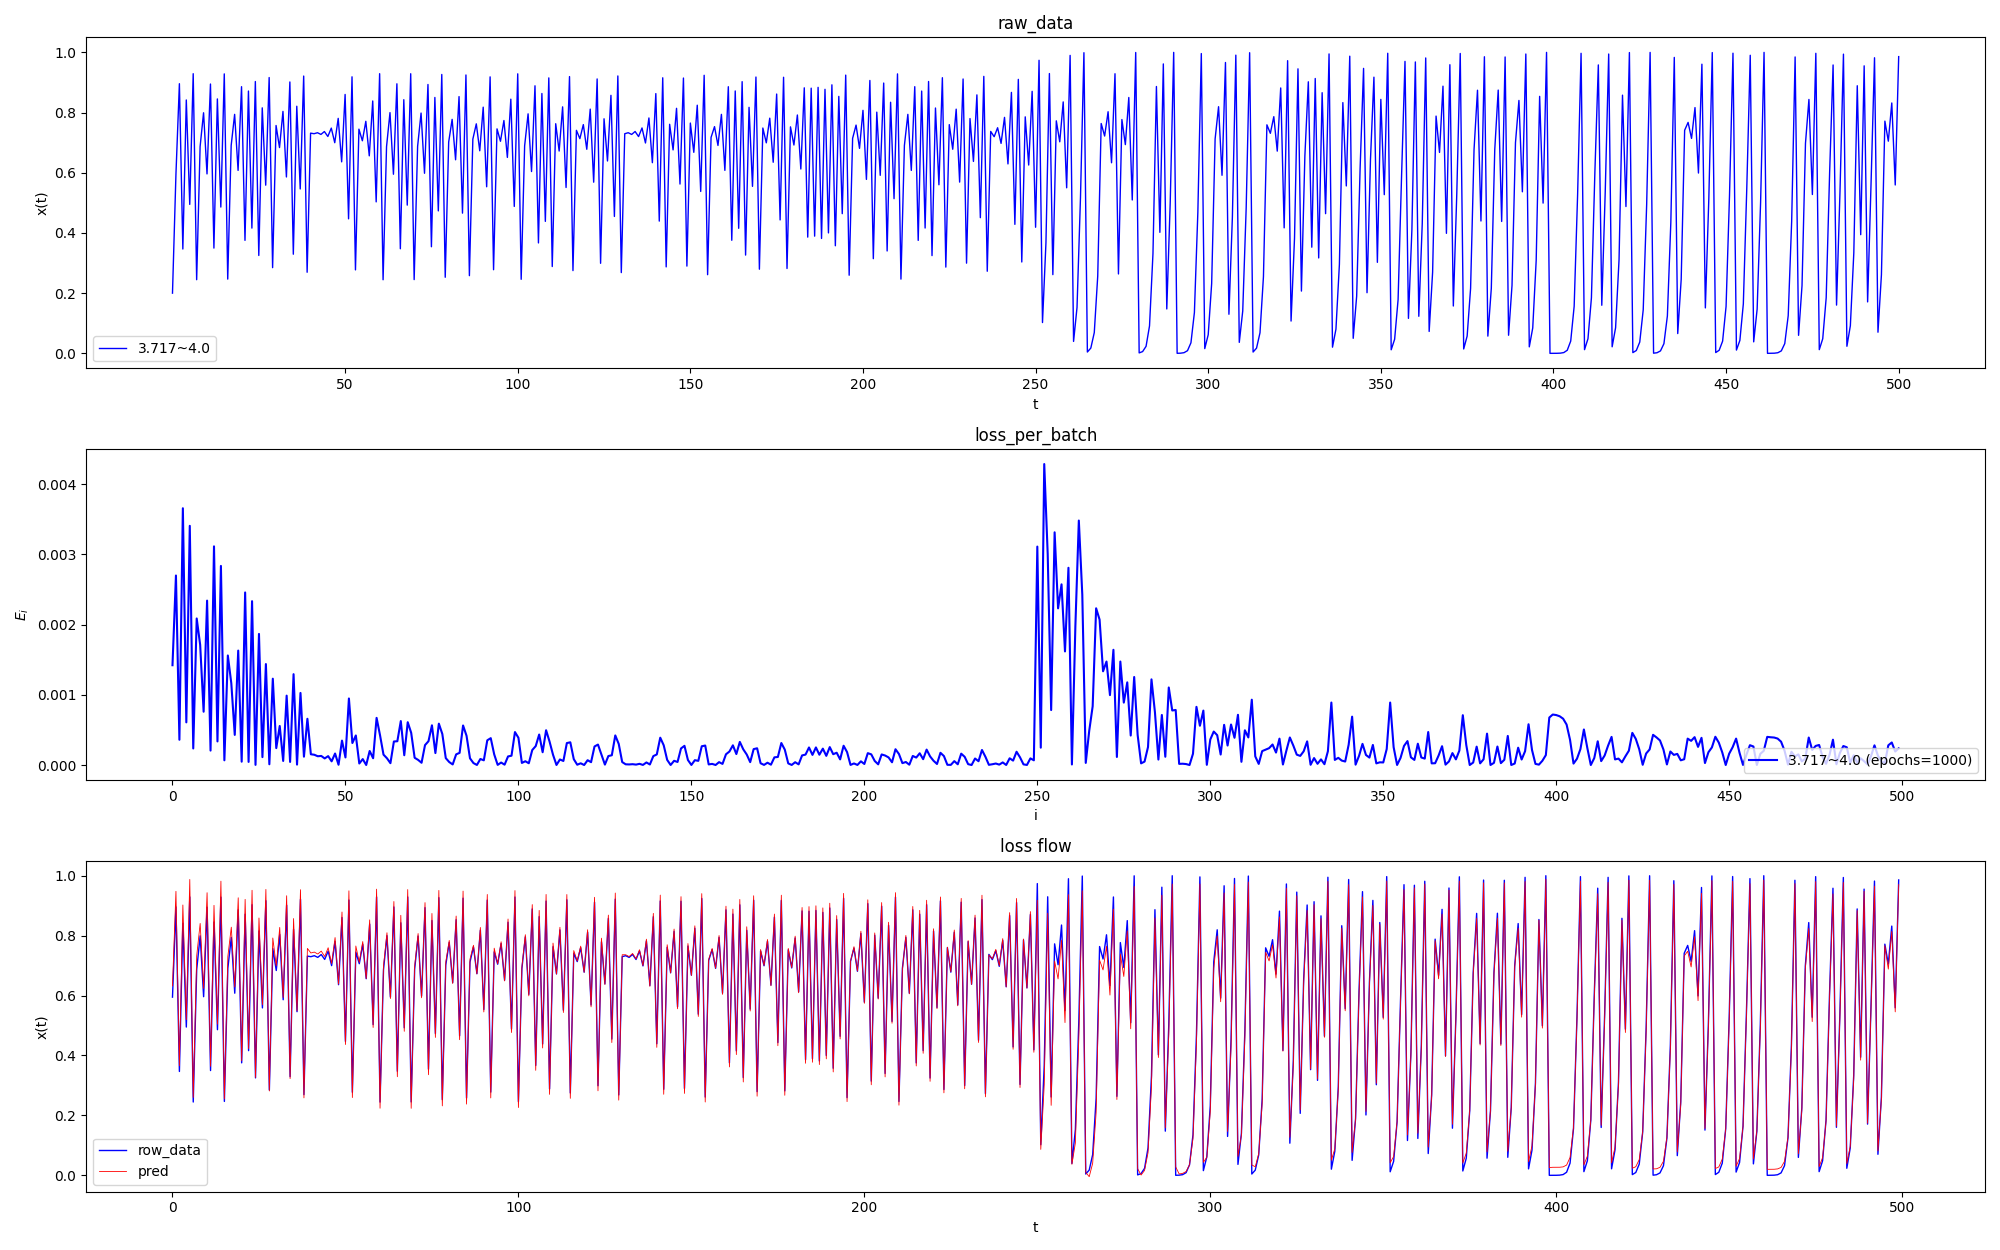 raw_data
1.0
0.8
0.6
0.4
0.2
0.0
x(t)
3.717~4.0
50 100 150 200 250 300 350 400 450 500
t
loss_per_batch
0.004
0.003
0.002
0.001
0.000
E_i
3.717~4.0 (epochs=1000)
0 50 100 150 200 250 300 350 400 450 500
i
loss flow
1.0
0.8
0.6
0.4
0.2
0.0
x(t)
row_data
pred
0 100 200 300 400 500
t